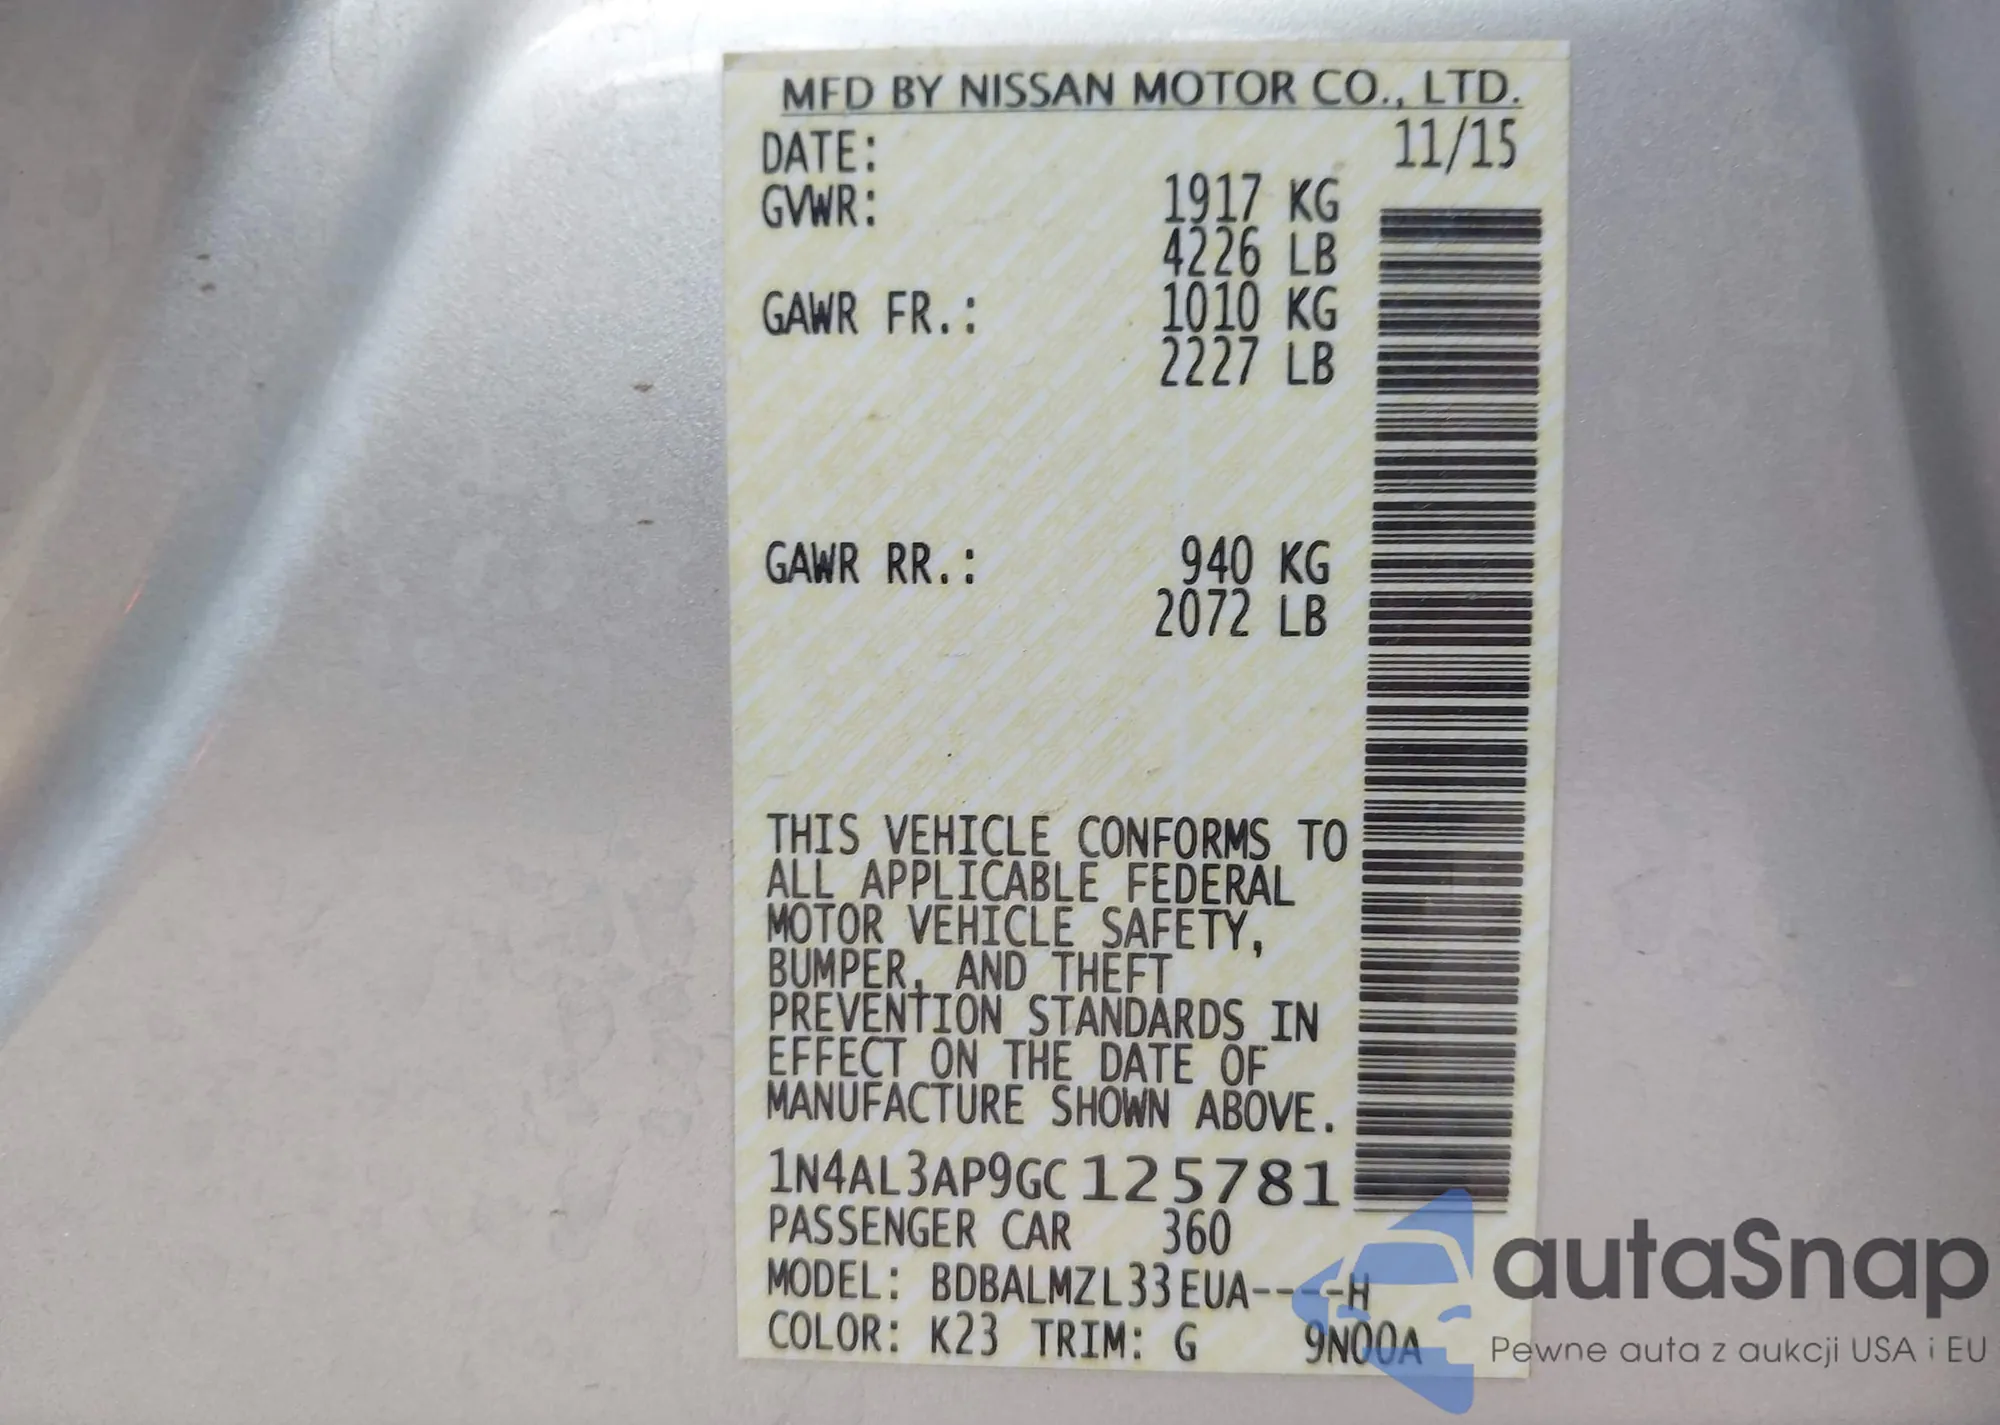 MFD BY NISSAN MOTOR CO., LTD.
DATE: 11/15
GVWR: 1917 KG
4226 LB
GAWR FR.: 1010 KG
2227 LB
GAWR RR.: 940 KG
2072 LB
THIS VEHICLE CONFORMS TO
ALL APPLICABLE FEDERAL
MOTOR VEHICLE SAFETY,
BUMPER, AND THEFT
PREVENTION STANDARDS IN
EFFECT ON THE DATE OF
MANUFACTURE SHOWN ABOVE.
1N4AL3AP9GC125781
PASSENGER CAR 360
MODEL: BDBALMZL33EUA----H
COLOR: K23 TRIM: G 9N00A
autaSnap
Pewne auta z aukcji USA i EU